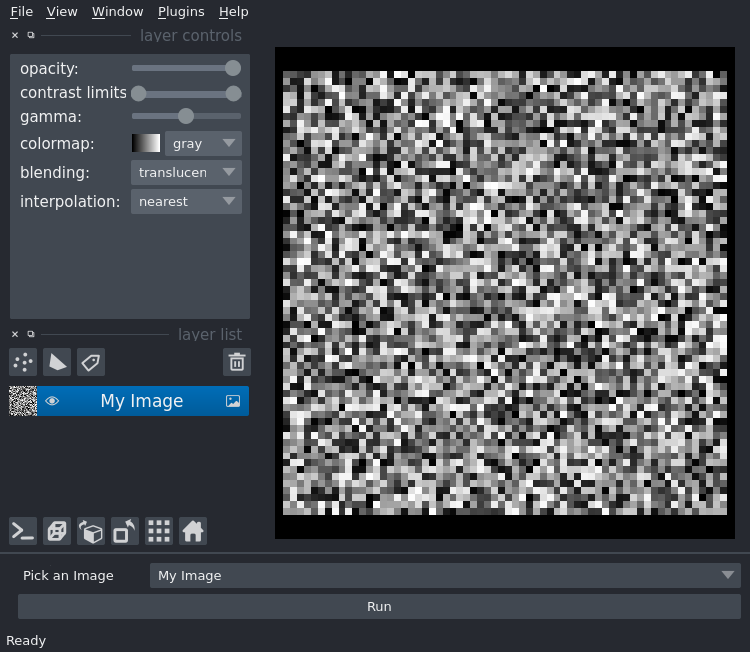 File View Window Plugins Help
layer controls
opacity:
contrast limits
gamma:
colormap: gray
blending: translucen
interpolation: nearest
layer list
My Image
Pick an Image My Image
Run
Ready